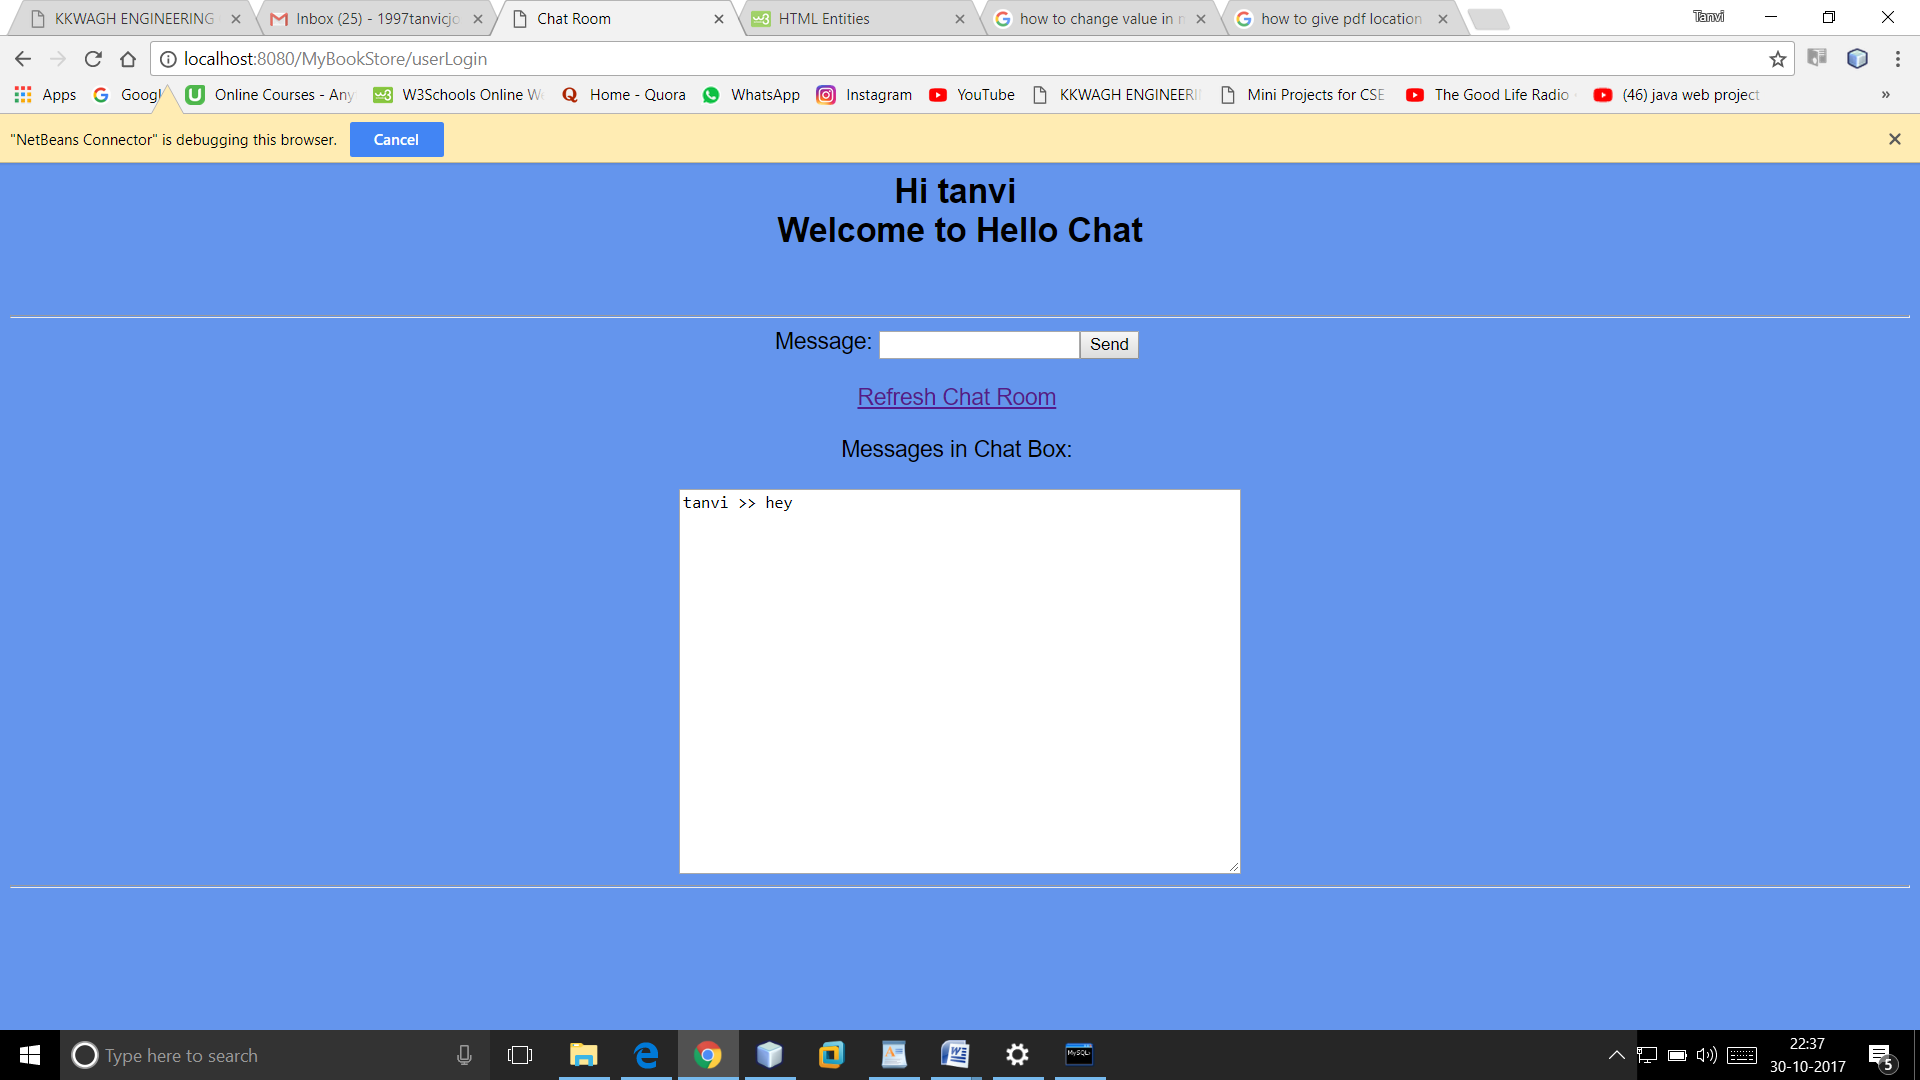 KKWAGH ENGINEERING
Inbox (25) - 1997tanvicjo
Chat Room
HTML Entities
how to change value in
how to give pdf location
Tanvi
localhost:8080/MyBookStore/userLogin
Apps
Googl
Online Courses - Any
W3Schools Online W
Home - Quora
WhatsApp
Instagram
YouTube
KKWAGH ENGINEERI
Mini Projects for CSE
The Good Life Radio
(46) java web project
»
"NetBeans Connector" is debugging this browser.
Cancel
Hi tanvi
Welcome to Hello Chat
Message:
Send
Refresh Chat Room
Messages in Chat Box:
tanvi >> hey
Type here to search
MySQL
22:37
30-10-2017
5